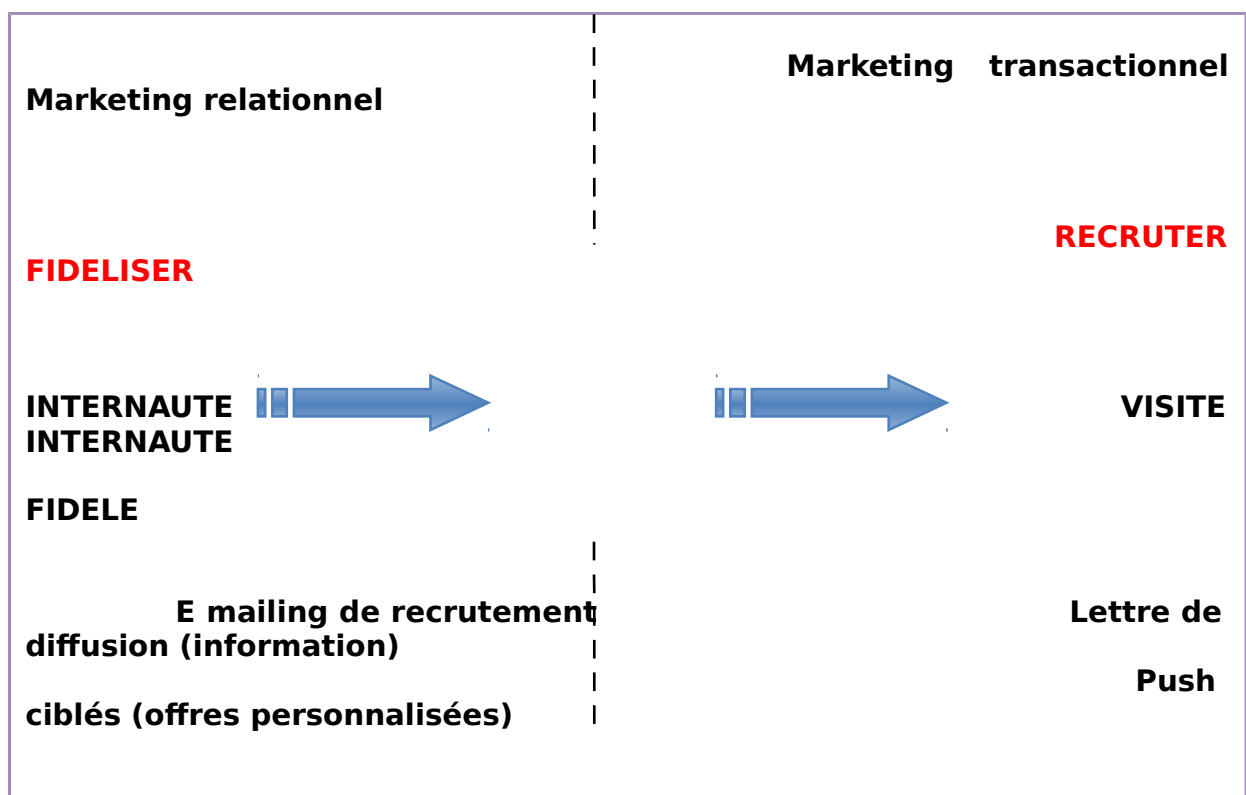 Marketing transactionnel
Marketing relationnel
RECRUTER
FIDELISER
INTERNAUTE VISITE
INTERNAUTE
FIDELE
E mailing de recrutement Lettre de
diffusion (information)
Push
ciblés (offres personnalisées)